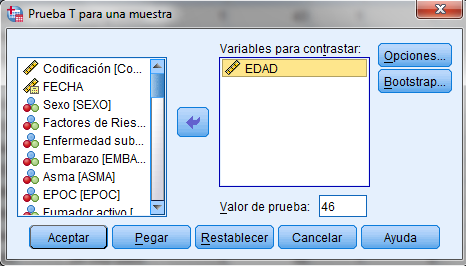 Prueba T para una muestra
Codificación [Co...
FECHA
Sexo [SEXO]
Factores de Ries...
Enfermedad sub...
Embarazo [EMBA...
Asma [ASMA]
EPOC [EPOC]
Fumador activo [...
Variables para contrastar:
EDAD
Valor de prueba: 46
Opciones...
Bootstrap...
Aceptar Pegar Restablecer Cancelar Ayuda